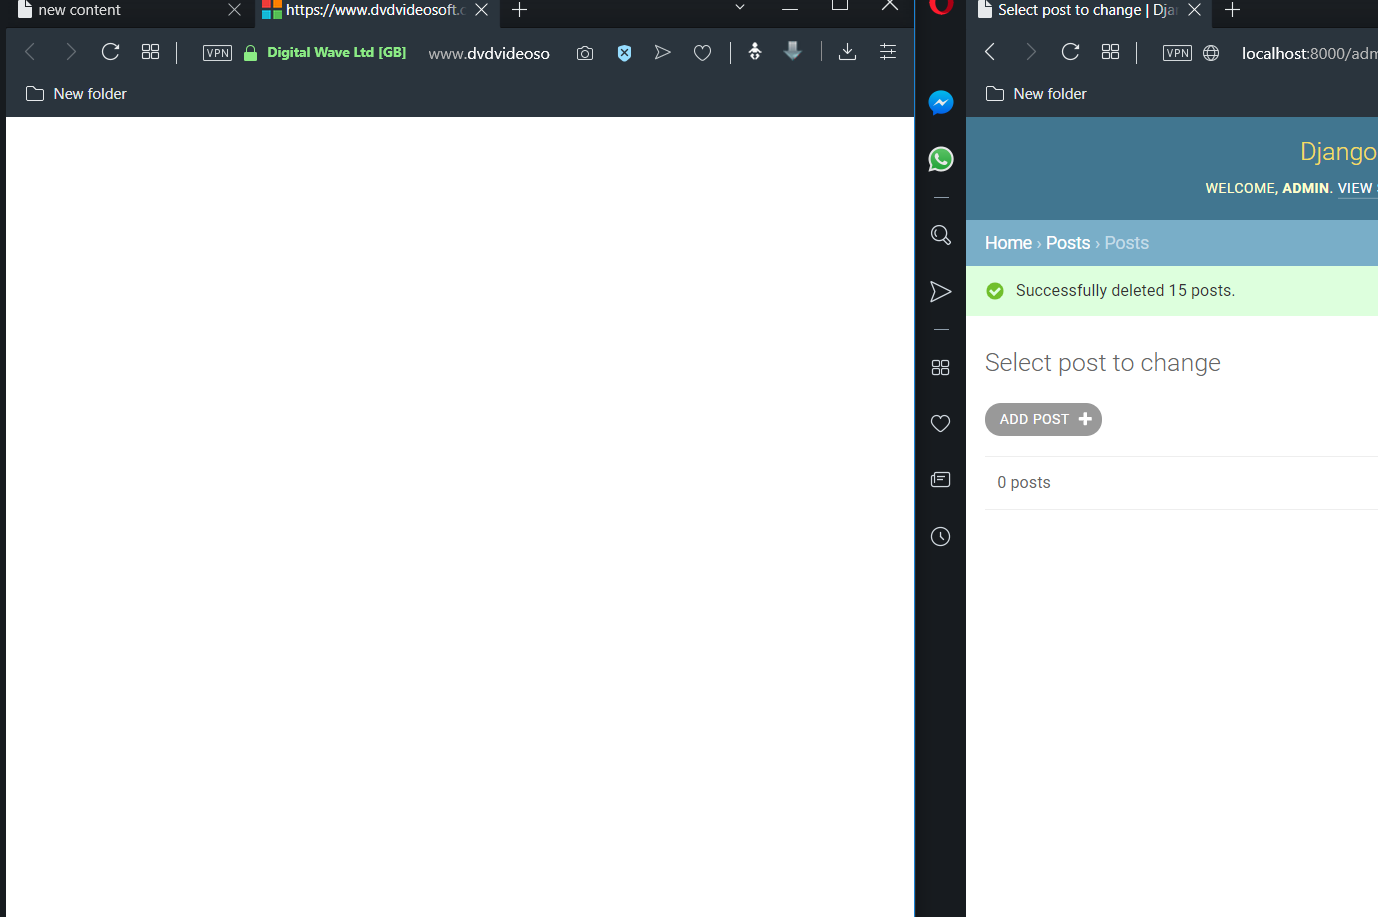 new content
https://www.dvdvideosoft.c
VPN
Digital Wave Ltd [GB]
www.dvdvideoso
New folder
Select post to change | Dja
VPN
localhost:8000/adm
New folder
Django
WELCOME, ADMIN. VIEW
Home › Posts › Posts
Successfully deleted 15 posts.
Select post to change
ADD POST
0 posts